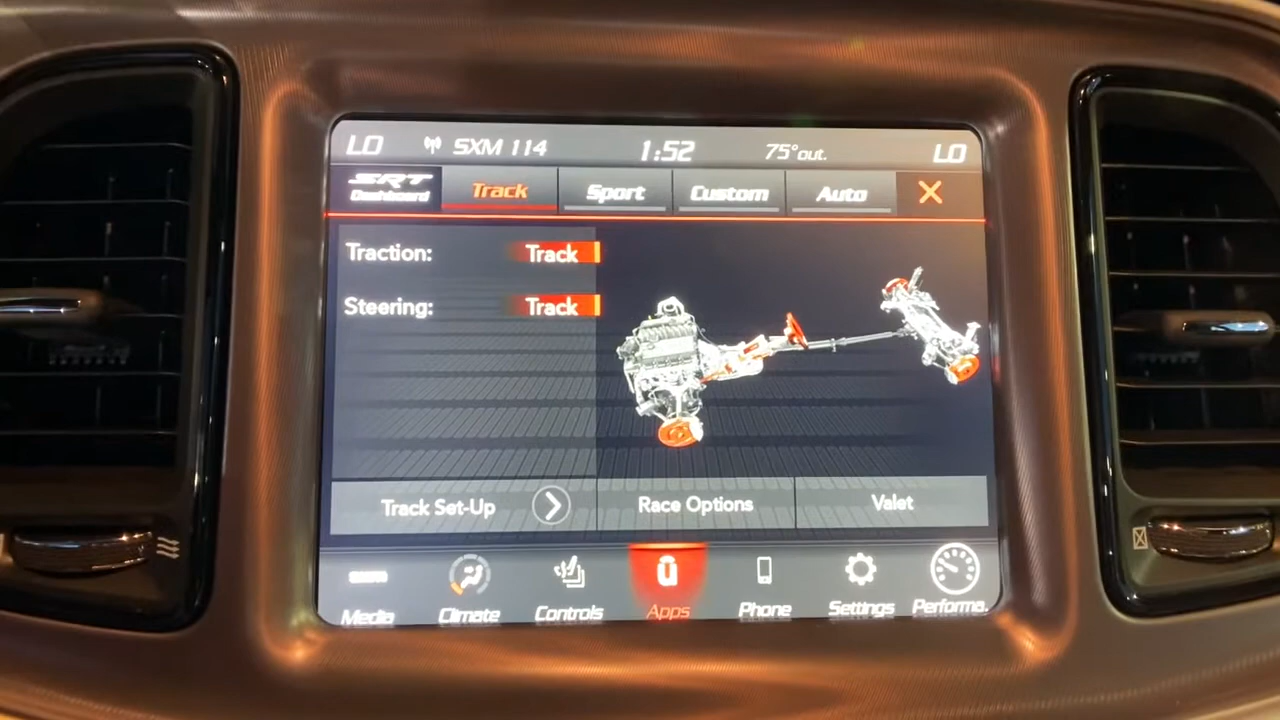 LO SXM 114 1:52 75° out. LO
SRT Dashboard Track Sport Custom Auto X
Traction: Track
Steering: Track
Track Set-Up Race Options Valet
Media Climate Controls Apps Phone Settings Performa.